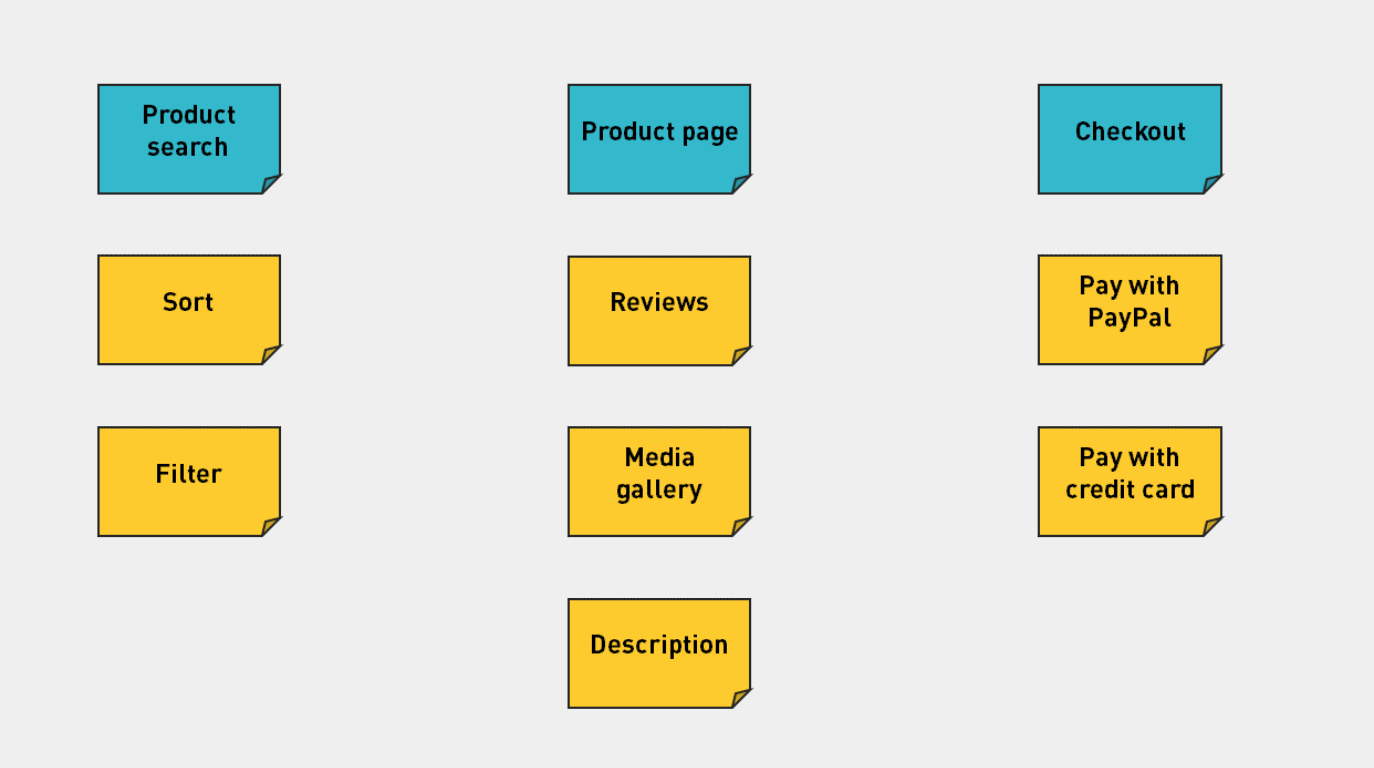 Product
search
Product page
Checkout
Sort
Reviews
Pay with
PayPal
Filter
Media
gallery
Pay with
credit card
Description